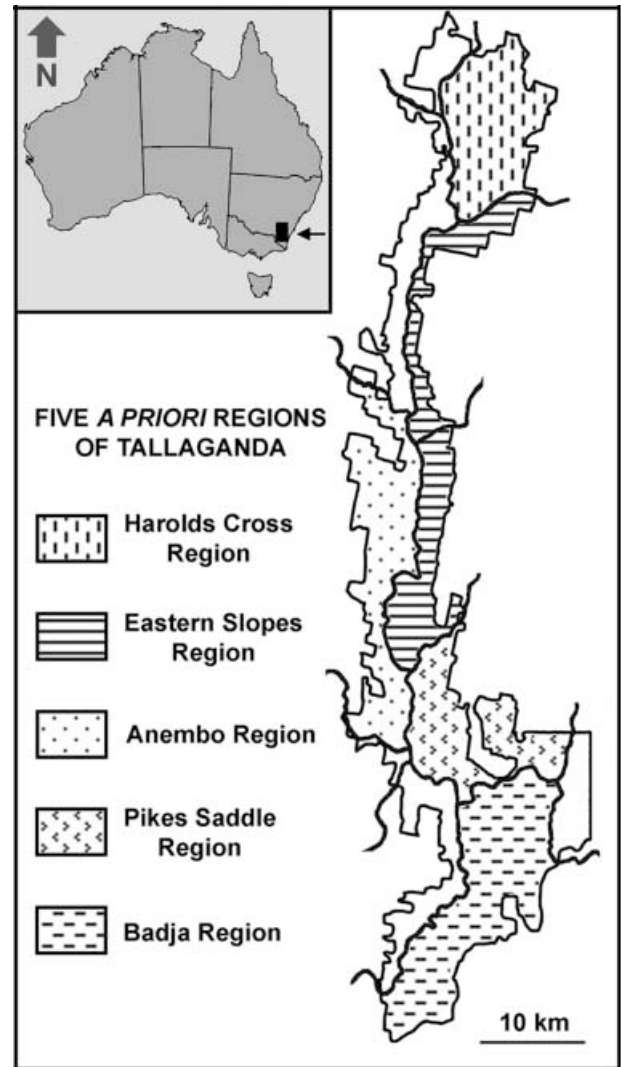 N
FIVE A PRIORI REGIONS
OF TALLAGANDA
Harolds Cross
Region
Eastern Slopes
Region
Anembo Region
Pikes Saddle
Region
Badja Region
10 km